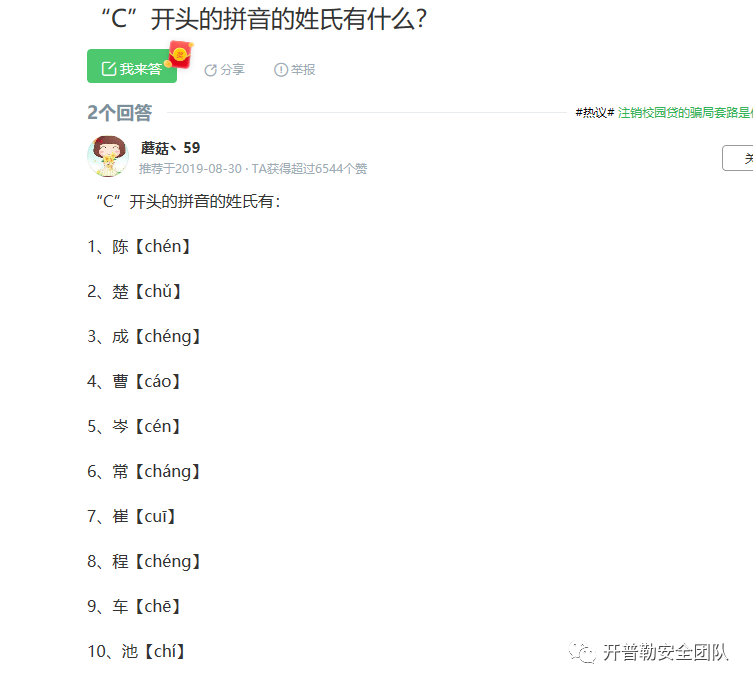 “C”开头的拼音的姓氏有什么？
我来答
分享
举报
2个回答
#热议# 注销校园贷的骗局套路是
蘑菇丶59
推荐于2019-08-30 · TA获得超过6544个赞
“C”开头的拼音的姓氏有：
1、陈【chén】
2、楚【chǔ】
3、成【chéng】
4、曹【cáo】
5、岑【cén】
6、常【cháng】
7、崔【cuī】
8、程【chéng】
9、车【chē】
10、池【chí】
开普勒安全团队